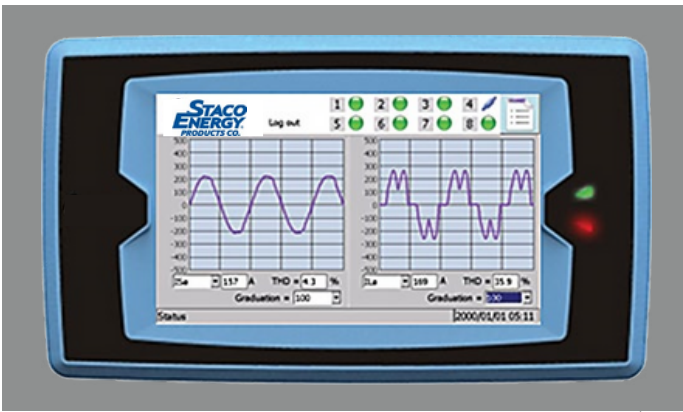 STACO
ENERGY
PRODUCTS CO.
Log out
1 2 3 4
5 6 7 8
500
400
300
200
100
0
-100
-200
-300
-400
-500
500
400
300
200
100
0
-100
-200
-300
-400
-500
ISa 157 A THD = 4.3 %
Graduation = 100
ILa 169 A THD = 35.9 %
Graduation = 100
Status 2000/01/01 05:11